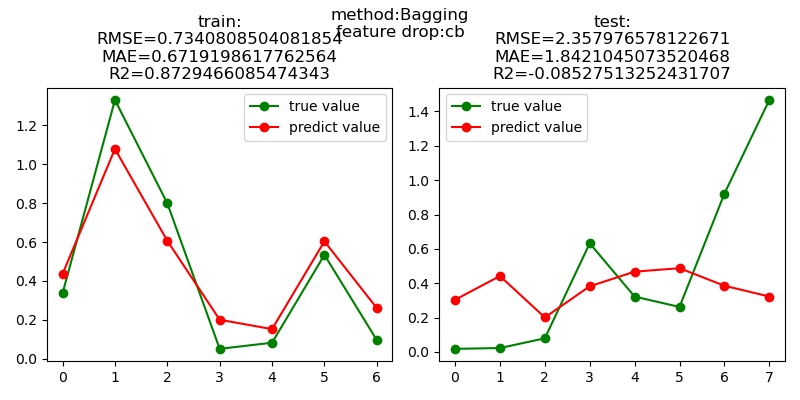 method:Bagging
feature drop:cb
train:
RMSE=0.7340808504081854
MAE=0.6719198617762564
R2=0.8729466085474343
true value
predict value
1.2
1.0
0.8
0.6
0.4
0.2
0.0
0 1 2 3 4 5 6
test:
RMSE=2.357976578122671
MAE=1.8421045073520468
R2=-0.08527513252431707
true value
predict value
1.4
1.2
1.0
0.8
0.6
0.4
0.2
0.0
0 1 2 3 4 5 6 7